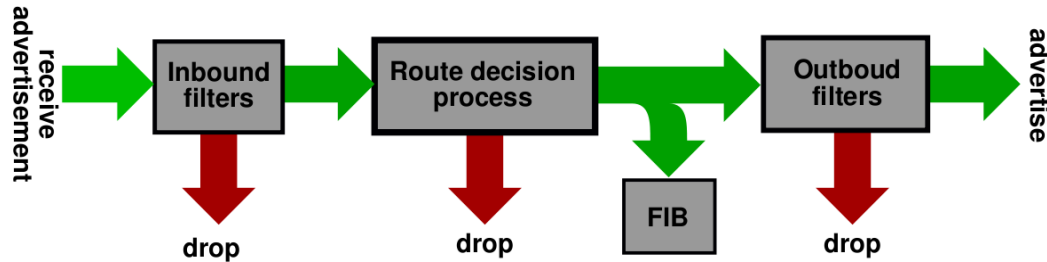 receive
advertisement
Inbound
filters
Route decision
process
Outboud
filters
advertise
FIB
drop
drop
drop